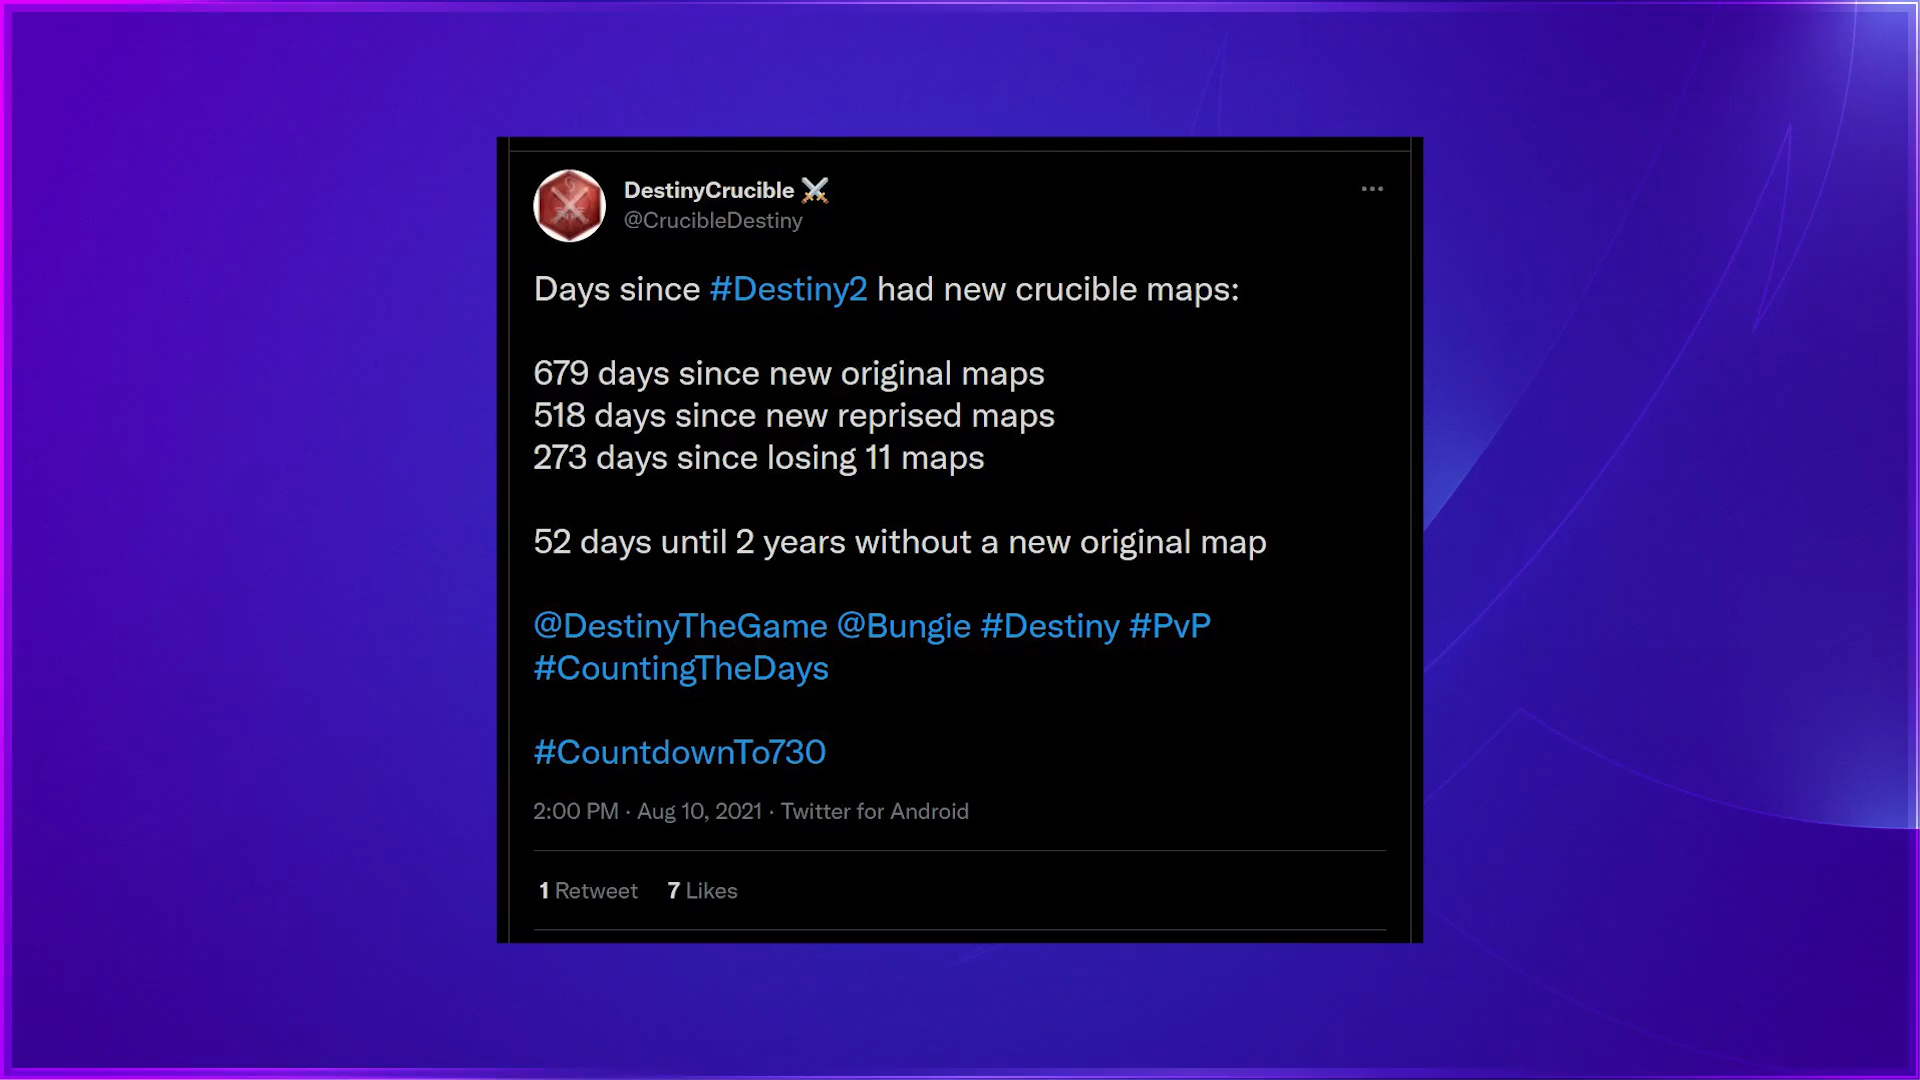 DestinyCrucible ⚔️
@CrucibleDestiny
Days since #Destiny2 had new crucible maps:
679 days since new original maps
518 days since new reprised maps
273 days since losing 11 maps
52 days until 2 years without a new original map
@DestinyTheGame @Bungie #Destiny #PvP
#CountingTheDays
#CountdownTo730
2:00 PM · Aug 10, 2021 · Twitter for Android
1 Retweet 7 Likes